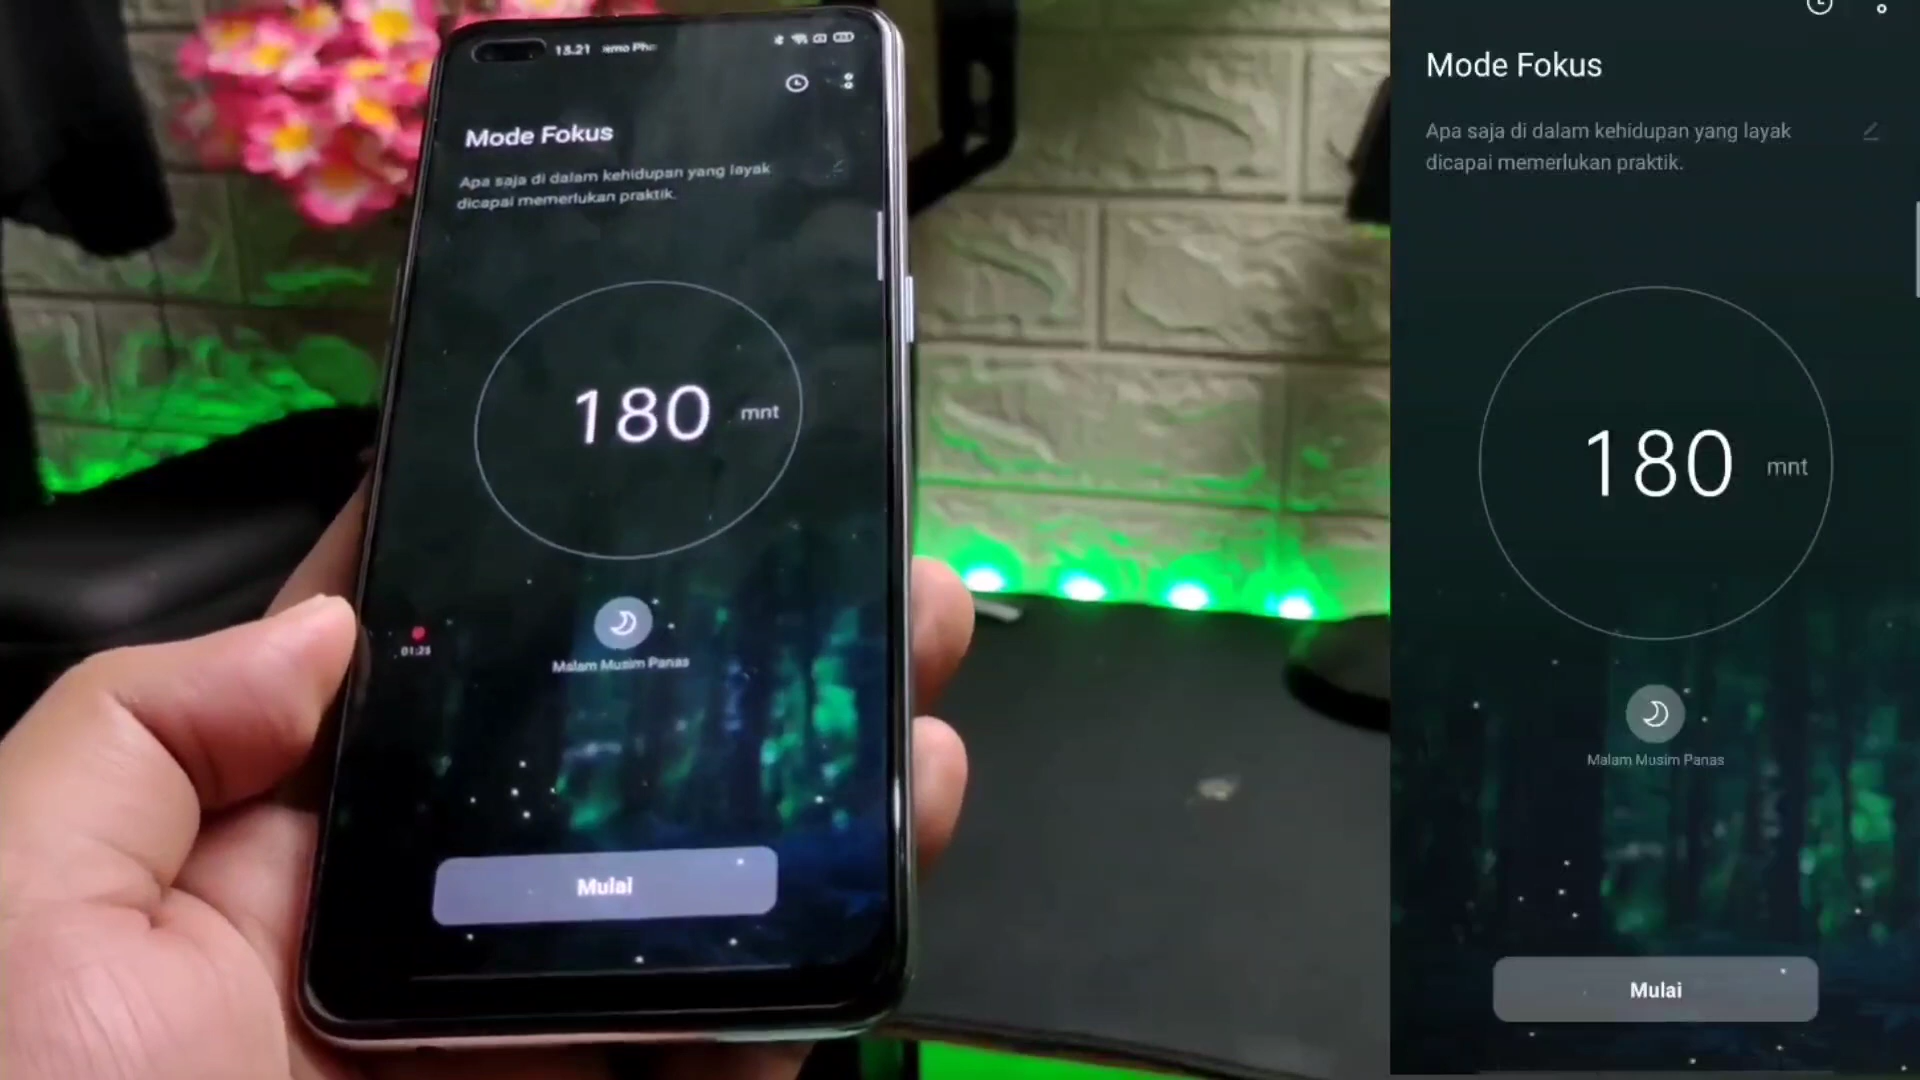 13.21
Mode Fokus
Apa saja di dalam kehidupan yang layak
dicapai memerlukan praktik.
180 mnt
01:25
Malam Musim Panas
Mulai
Mode Fokus
Apa saja di dalam kehidupan yang layak
dicapai memerlukan praktik.
180 mnt
Malam Musim Panas
Mulai